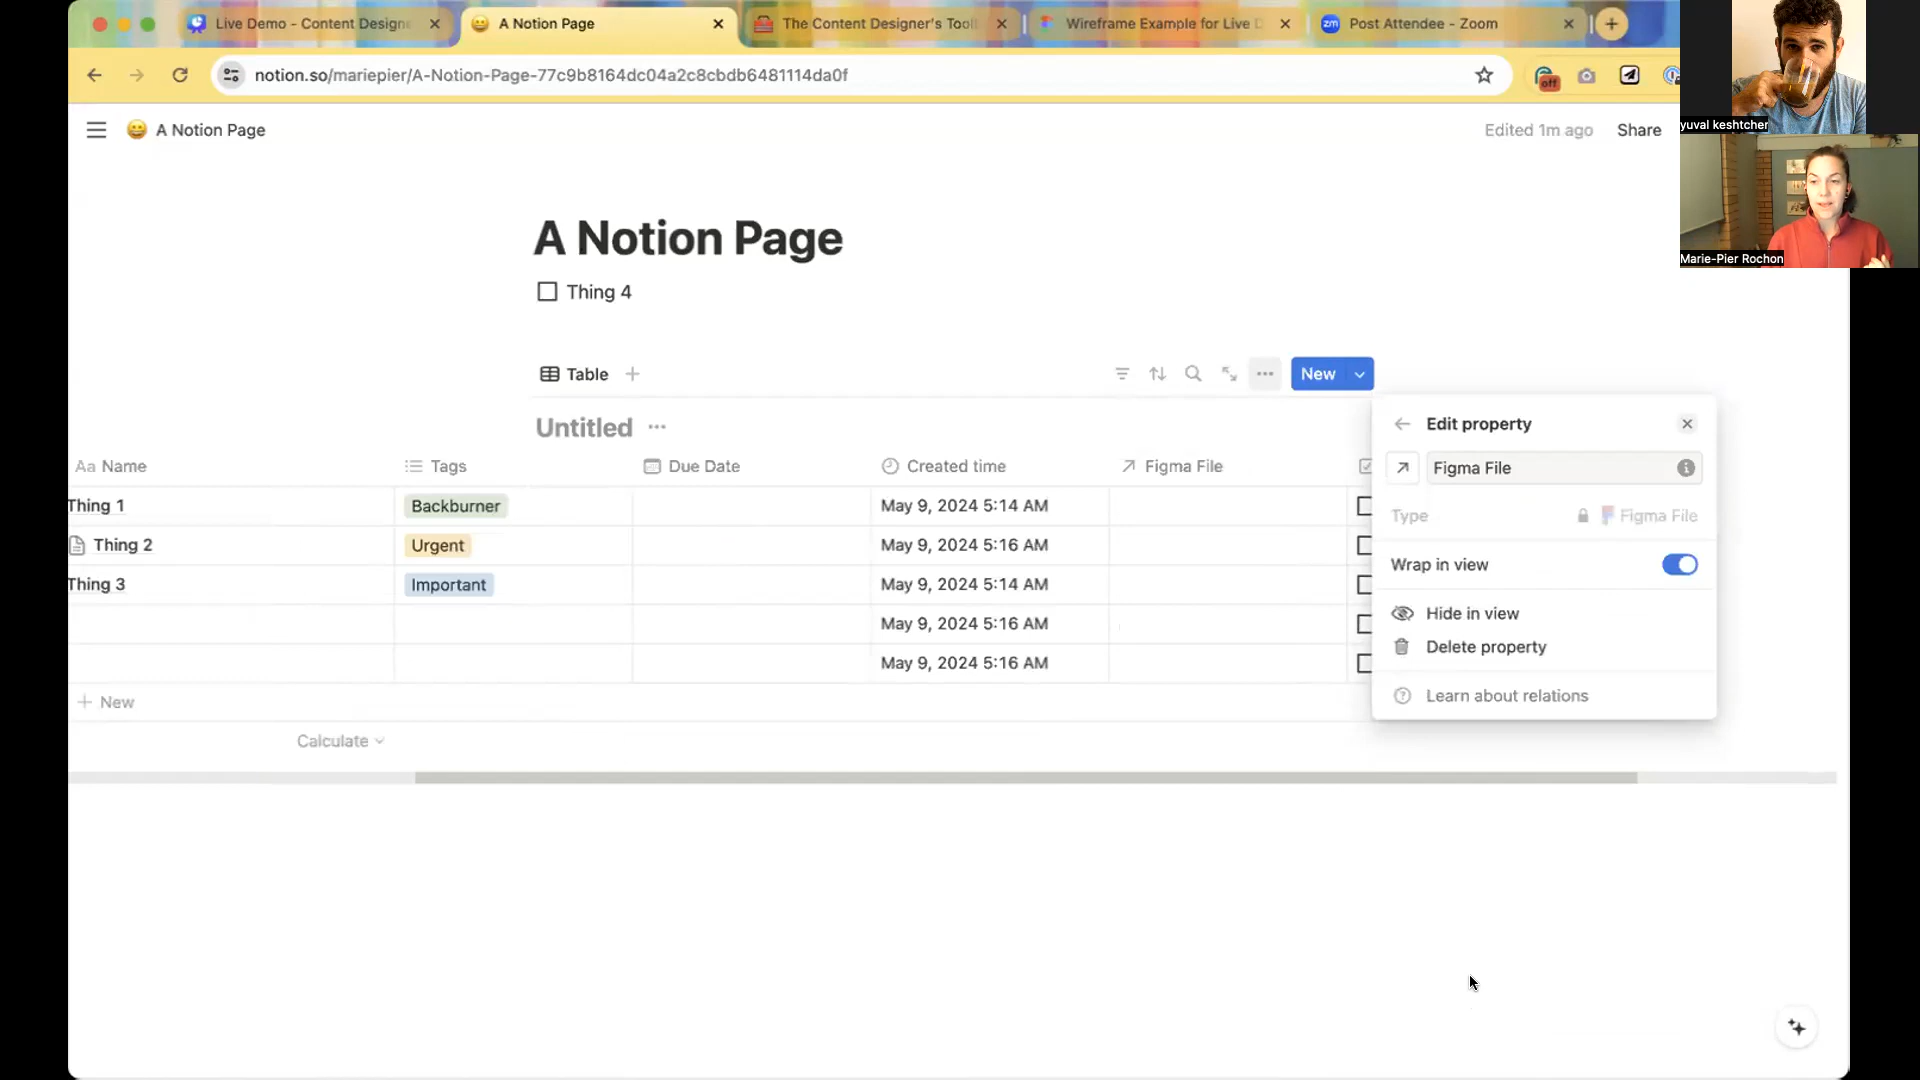 Live Demo - Content Designe
A Notion Page
The Content Designer's Tool
Wireframe Example for Live D
Post Attendee - Zoom
notion.so/mariepier/A-Notion-Page-77c9b8164dc04a2c8cbdb6481114da0f
off
yuval keshtcher
Marie-Pier Rochon
A Notion Page
Edited 1m ago
Share
A Notion Page
Thing 4
Table
New
Untitled
Aa Name
Tags
Due Date
Created time
Figma File
Thing 1
Backburner
May 9, 2024 5:14 AM
Thing 2
Urgent
May 9, 2024 5:16 AM
Thing 3
Important
May 9, 2024 5:14 AM
May 9, 2024 5:16 AM
May 9, 2024 5:16 AM
+ New
Calculate
Edit property
Figma File
Type
Figma File
Wrap in view
Hide in view
Delete property
Learn about relations